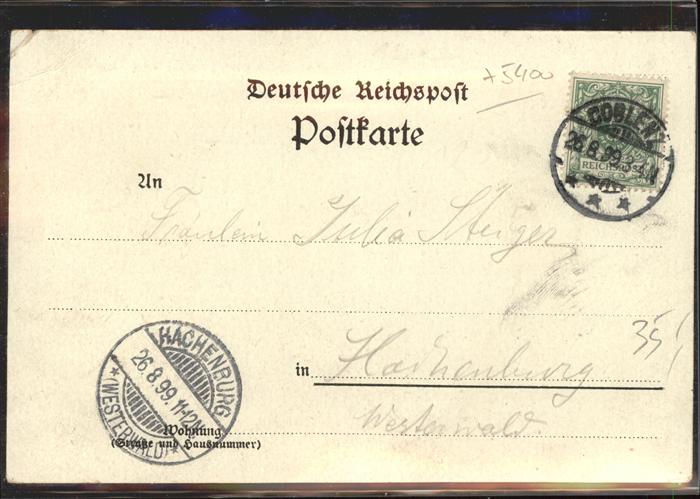 +5400
Deutsche Reichspost
Postkarte
COBLENZ
26.8.99.
REICHSPOST
An
Fräulein Julia Steiger
35,
HACHENBURG
26.8.99.11-12
*(WESTERWALD)*
in Hachenburg
Westerwald.
Wohnung
(Straße und Hausnummer)